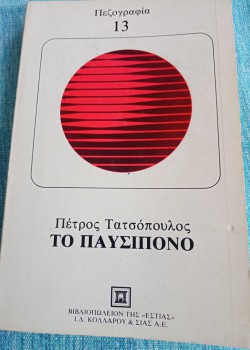 Πεζογραφία
13
Πέτρος Τατσόπουλος
ΤΟ ΠΑΥΣΙΠΟΝΟ
ΒΙΒΛΙΟΠΩΛΕΙΟΝ ΤΗΣ «ΕΣΤΙΑΣ»
Ι.Δ. ΚΟΛΛΑΡΟΥ & ΣΙΑΣ Α.Ε.